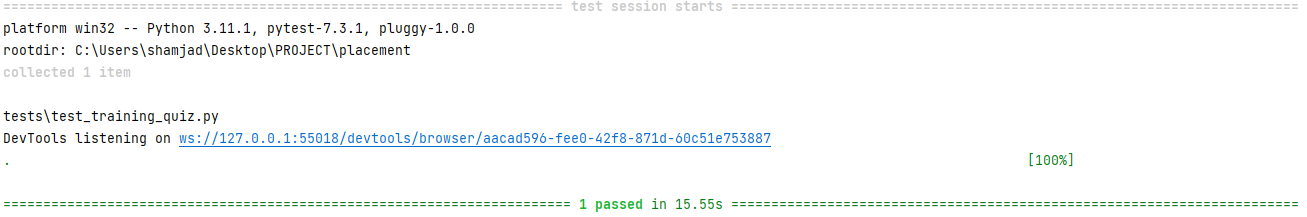 ============================= test session starts =============================
platform win32 -- Python 3.11.1, pytest-7.3.1, pluggy-1.0.0
rootdir: C:\Users\shamjad\Desktop\PROJECT\placement
collected 1 item
tests\test_training_quiz.py
DevTools listening on ws://127.0.0.1:55018/devtools/browser/aacad596-fee0-42f8-871d-60c51e753887
. [100%]
============================= 1 passed in 15.55s =============================